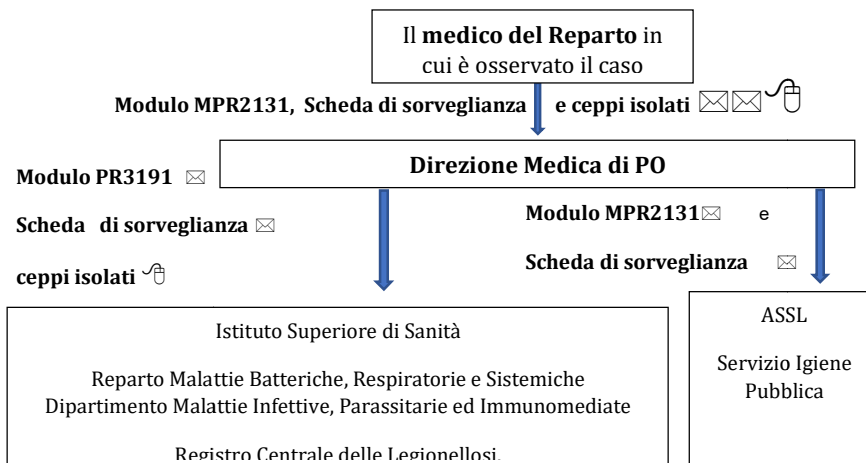 Il medico del Reparto in
cui è osservato il caso
Modulo MPR2131, Scheda di sorveglianza e ceppi isolati
Direzione Medica di PO
Modulo PR3191
Scheda di sorveglianza
ceppi isolati
Modulo MPR2131 e
Scheda di sorveglianza
Istituto Superiore di Sanità
Reparto Malattie Batteriche, Respiratorie e Sistemiche
Dipartimento Malattie Infettive, Parassitarie ed Immunomediate
Registro Centrale delle Legionellosi.
ASSL
Servizio Igiene
Pubblica